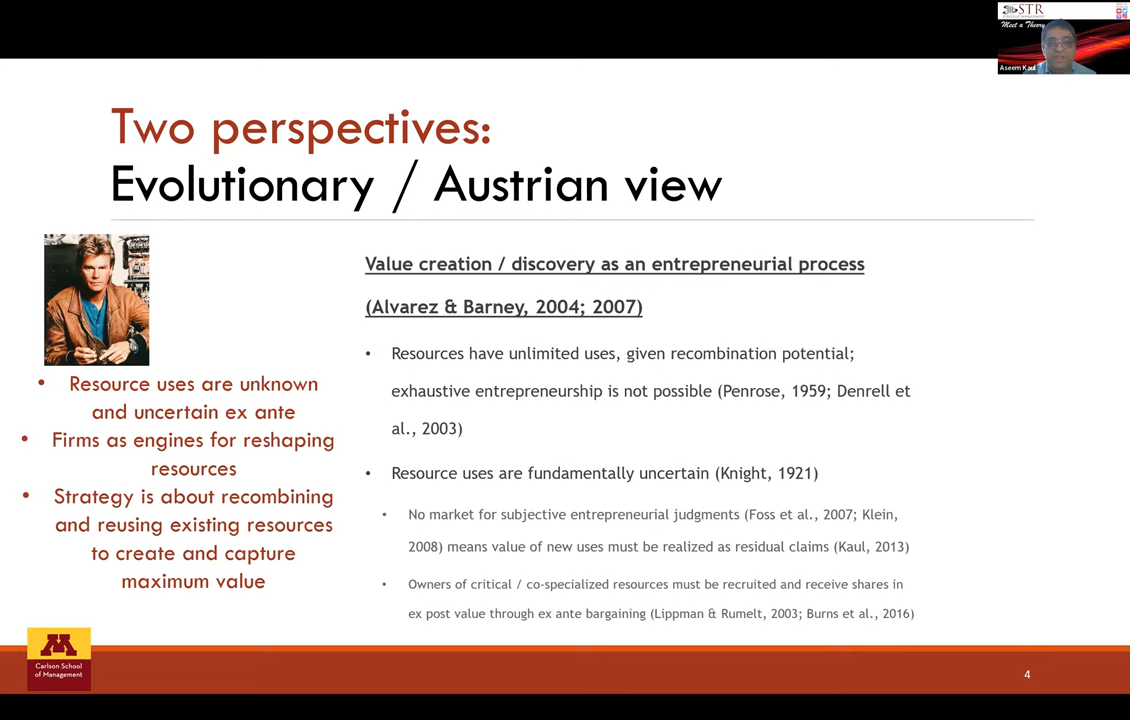 STR
Meet a Theory
Aseem Kaul
Two perspectives:
Evolutionary / Austrian view
• Resource uses are unknown
and uncertain ex ante
• Firms as engines for reshaping
resources
• Strategy is about recombining
and reusing existing resources
to create and capture
maximum value
Value creation / discovery as an entrepreneurial process
(Alvarez & Barney, 2004; 2007)
• Resources have unlimited uses, given recombination potential;
exhaustive entrepreneurship is not possible (Penrose, 1959; Denrell et
al., 2003)
• Resource uses are fundamentally uncertain (Knight, 1921)
• No market for subjective entrepreneurial judgments (Foss et al., 2007; Klein,
2008) means value of new uses must be realized as residual claims (Kaul, 2013)
• Owners of critical / co-specialized resources must be recruited and receive shares in
ex post value through ex ante bargaining (Lippman & Rumelt, 2003; Burns et al., 2016)
M
Carlson School
of Management
4